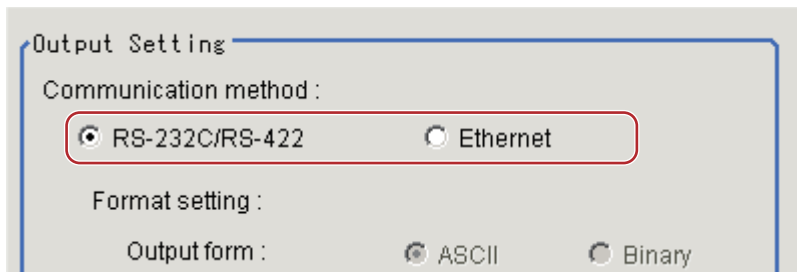 Output Setting
Communication method :
RS-232C/RS-422 Ethernet
Format setting :
Output form : ASCII Binary